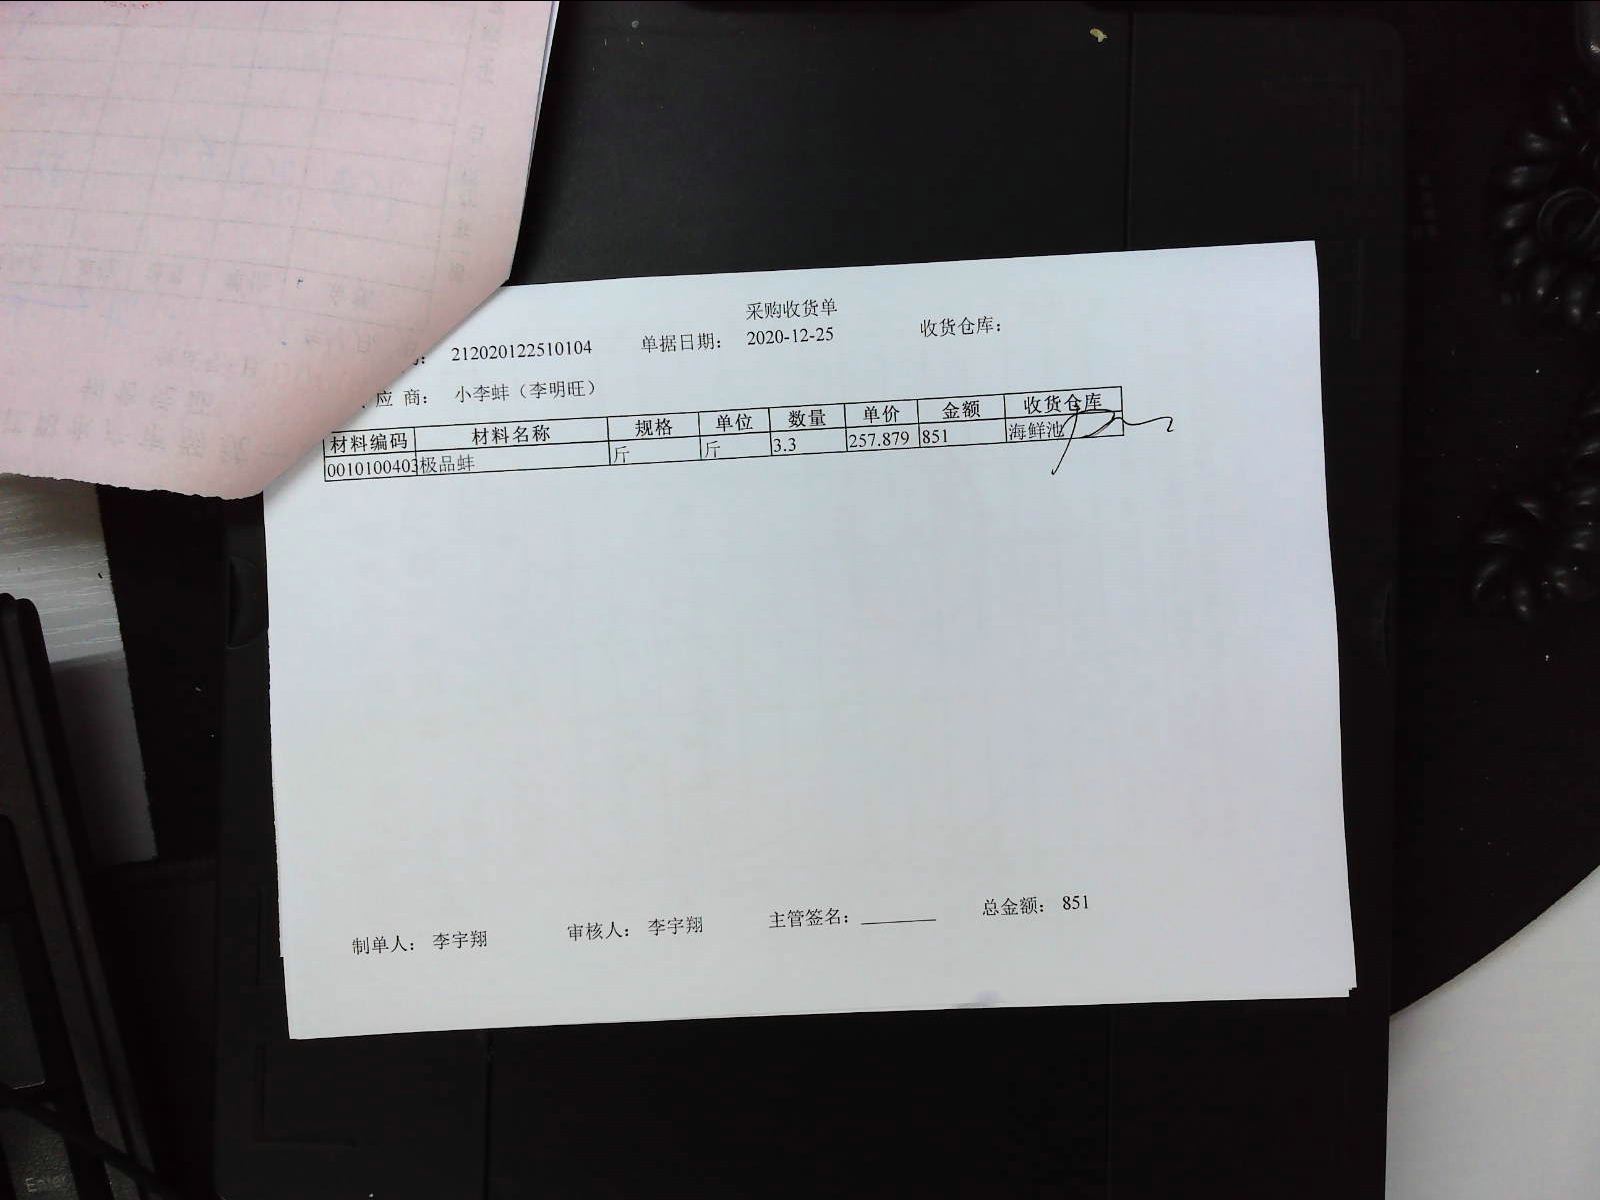 采购收货单
212020122510104 单据日期： 2020-12-25 收货仓库：
应 商： 小李蚌（李明旺）
材料编码 材料名称 规格 单位 数量 单价 金额 收货仓库
0010100403 极品蚌 斤 斤 3.3 257.879 851 海鲜池
制单人： 李宇翔 审核人： 李宇翔 主管签名： 总金额： 851